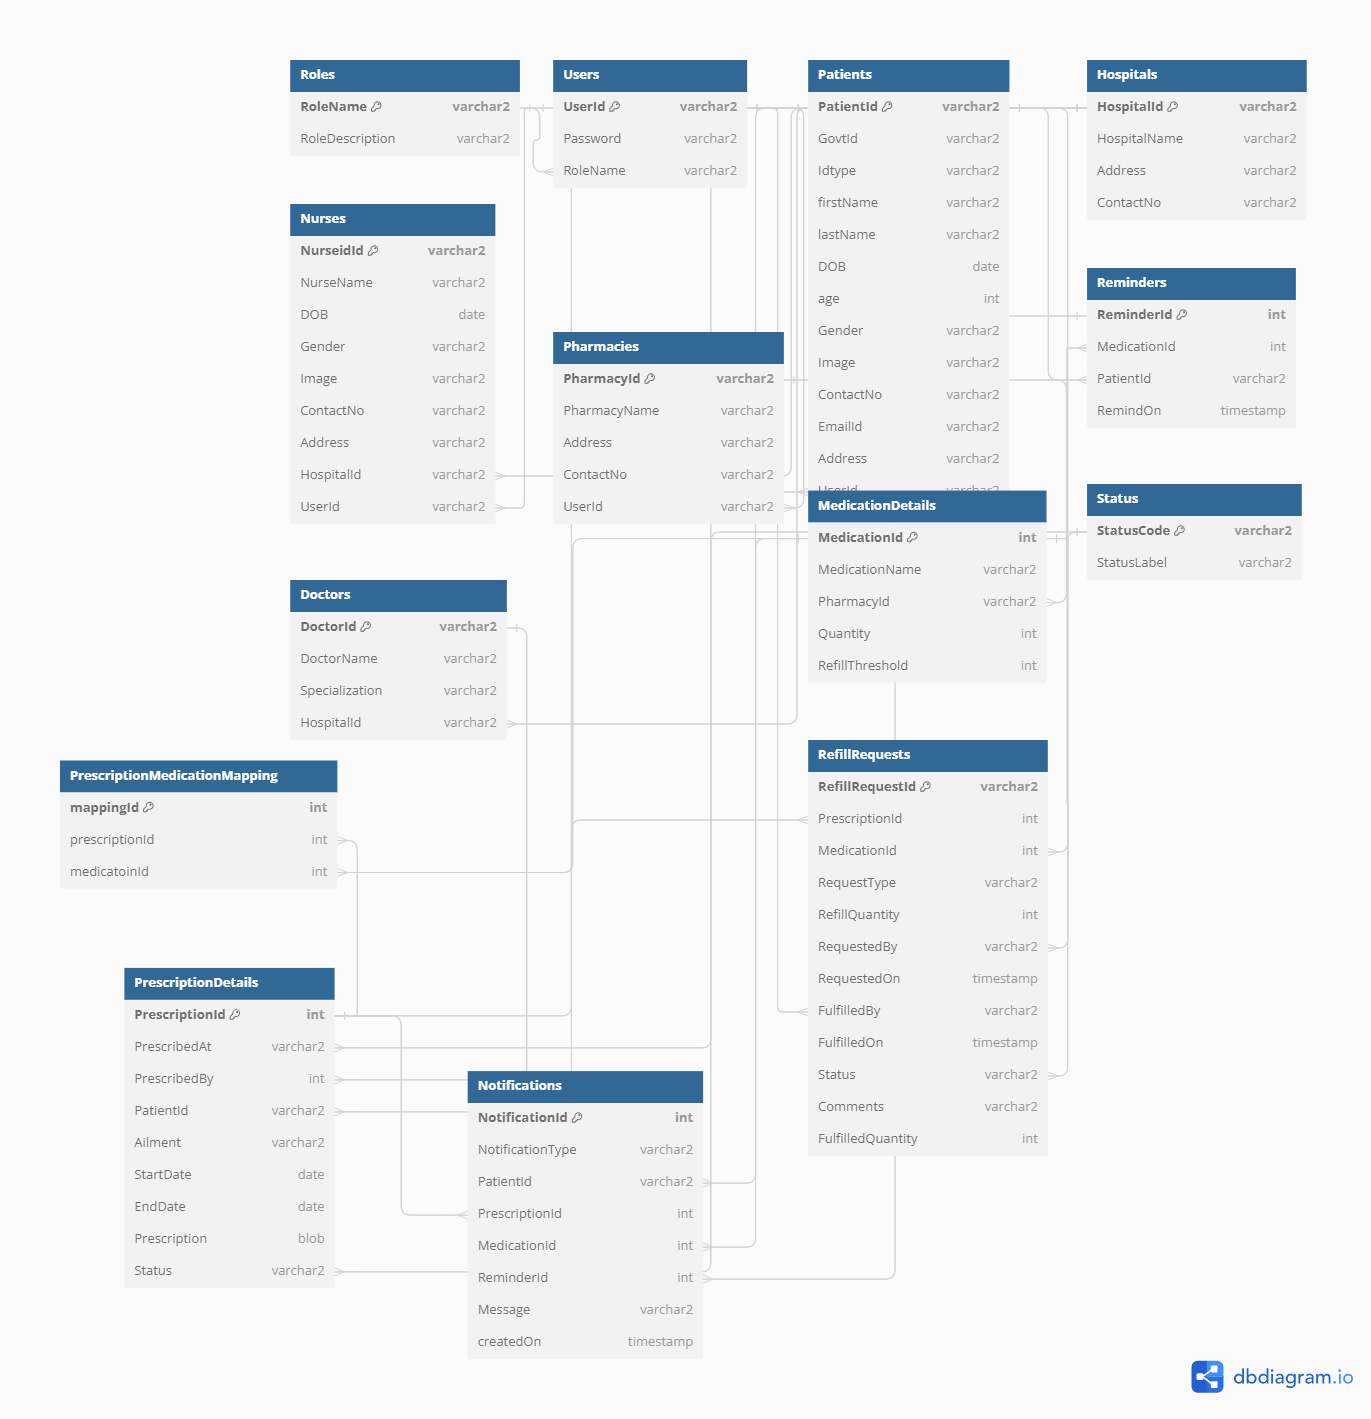 Roles
RoleName varchar2
RoleDescription varchar2
Users
UserId varchar2
Password varchar2
RoleName varchar2
Patients
PatientId varchar2
GovtId varchar2
Idtype varchar2
firstName varchar2
lastName varchar2
DOB date
age int
Gender varchar2
Image varchar2
ContactNo varchar2
EmailId varchar2
Address varchar2
UserId varchar2
Hospitals
HospitalId varchar2
HospitalName varchar2
Address varchar2
ContactNo varchar2
Nurses
NurseidId varchar2
NurseName varchar2
DOB date
Gender varchar2
Image varchar2
ContactNo varchar2
Address varchar2
HospitalId varchar2
UserId varchar2
Pharmacies
PharmacyId varchar2
PharmacyName varchar2
Address varchar2
ContactNo varchar2
UserId varchar2
Reminders
ReminderId int
MedicationId int
PatientId varchar2
RemindOn timestamp
MedicationDetails
MedicationId int
MedicationName varchar2
PharmacyId varchar2
Quantity int
RefillThreshold int
Status
StatusCode varchar2
StatusLabel varchar2
Doctors
DoctorId varchar2
DoctorName varchar2
Specialization varchar2
HospitalId varchar2
PrescriptionMedicationMapping
mappingId int
prescriptionId int
medicatoinId int
RefillRequests
RefillRequestId varchar2
PrescriptionId int
MedicationId int
RequestType varchar2
RefillQuantity int
RequestedBy varchar2
RequestedOn timestamp
FulfilledBy varchar2
FulfilledOn timestamp
Status varchar2
Comments varchar2
FulfilledQuantity int
PrescriptionDetails
PrescriptionId int
PrescribedAt varchar2
PrescribedBy int
PatientId varchar2
Ailment varchar2
StartDate date
EndDate date
Prescription blob
Status varchar2
Notifications
NotificationId int
NotificationType varchar2
PatientId varchar2
PrescriptionId int
MedicationId int
ReminderId int
Message varchar2
createdOn timestamp
dbdiagram.io